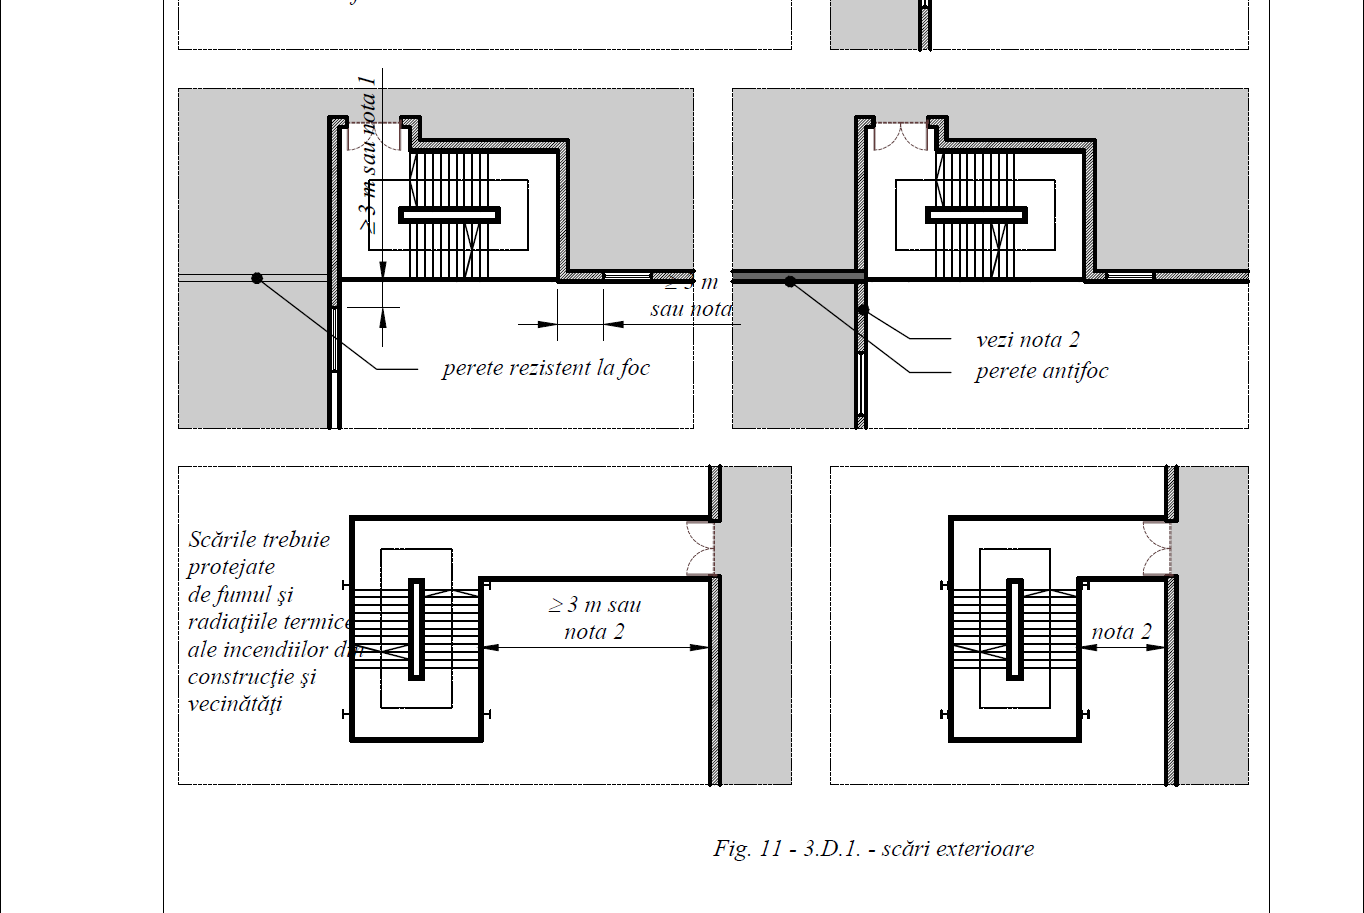 ≥ 3 m sau nota 1
≥ 3 m
sau nota
perete rezistent la foc
vezi nota 2
perete antifoc
Scările trebuie
protejate
de fumul şi
radiaţiile termice
ale incendiilor din
construcţie şi
vecinătăţi
≥ 3 m sau
nota 2
nota 2
Fig. 11 - 3.D.1. - scări exterioare